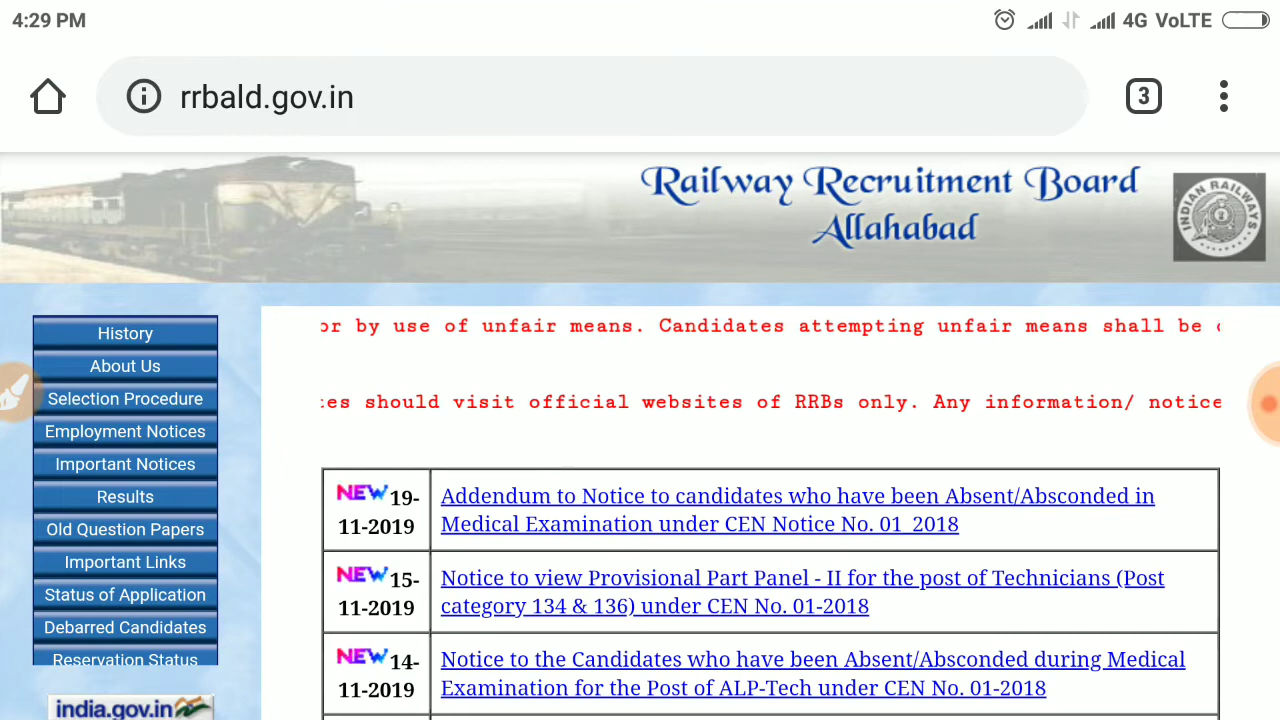 4:29 PM
4G VoLTE
rrbald.gov.in
3
Railway Recruitment Board
Allahabad
INDIAN RAILWAYS
History
About Us
Selection Procedure
Employment Notices
Important Notices
Results
Old Question Papers
Important Links
Status of Application
Debarred Candidates
Reservation Status
india.gov.in
or by use of unfair means. Candidates attempting unfair means shall be
should visit official websites of RRBs only. Any information/ notice
NEW 19-
11-2019
Addendum to Notice to candidates who have been Absent/Absconded in
Medical Examination under CEN Notice No. 01_2018
NEW 15-
11-2019
Notice to view Provisional Part Panel - II for the post of Technicians (Post
category 134 & 136) under CEN No. 01-2018
NEW 14-
11-2019
Notice to the Candidates who have been Absent/Absconded during Medical
Examination for the Post of ALP-Tech under CEN No. 01-2018